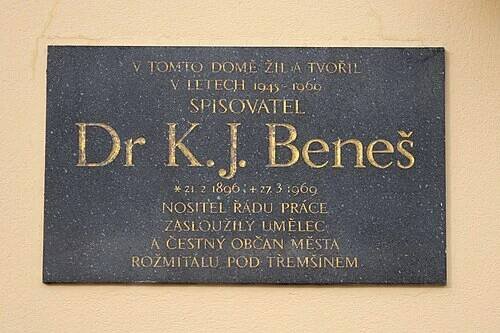 V TOMTO DOMĚ ŽIL A TVOŘIL
V LETECH 1945-1969
SPISOVATEL
Dr K. J. Beneš
* 21. 2. 1896 + 27. 3. 1969
NOSITEL ŘÁDU PRÁCE
ZASLOUŽILÝ UMĚLEC
A ČESTNÝ OBČAN MĚSTA
ROŽMITÁLU POD TŘEMŠÍNEM